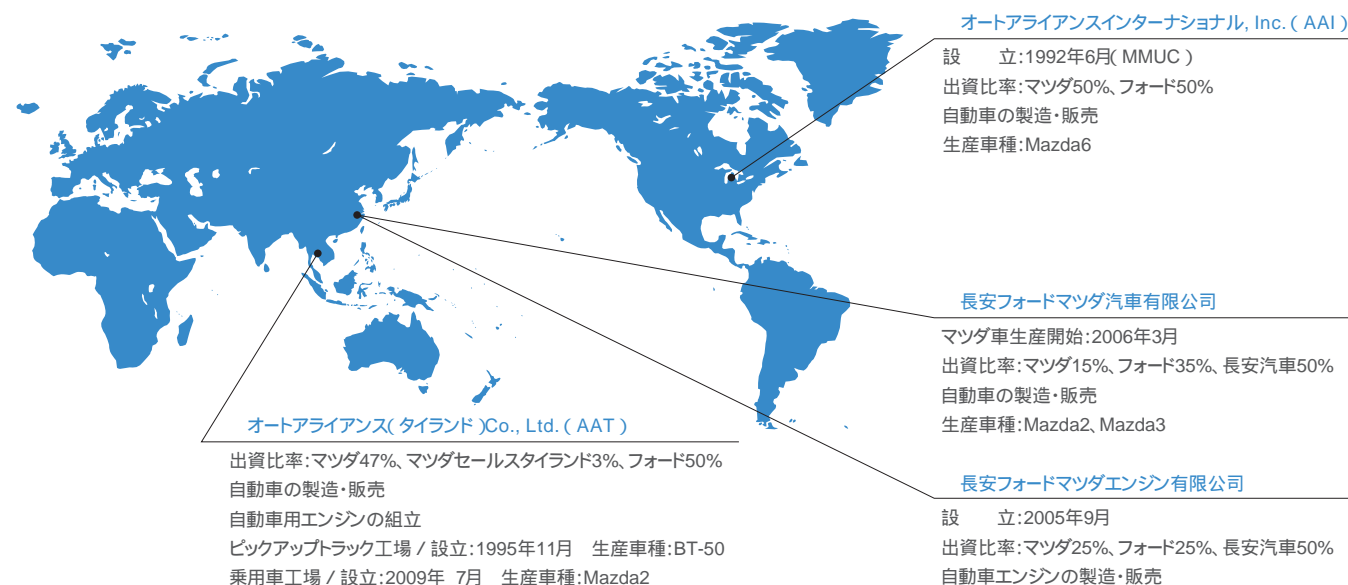 オートアライアンスインターナショナル, Inc.（AAI）
設　　立:1992年6月（MMUC）
出資比率:マツダ50%、フォード50%
自動車の製造・販売
生産車種:Mazda6
長安フォードマツダ汽車有限公司
マツダ車生産開始:2006年3月
出資比率:マツダ15%、フォード35%、長安汽車50%
自動車の製造・販売
生産車種:Mazda2、Mazda3
オートアライアンス（タイランド）Co., Ltd.（AAT）
出資比率:マツダ47%、マツダセールスタイランド3%、フォード50%
自動車の製造・販売
自動車用エンジンの組立
ピックアップトラック工場 / 設立:1995年11月　生産車種:BT-50
乗用車工場 / 設立:2009年 7月　生産車種:Mazda2
長安フォードマツダエンジン有限公司
設　　立:2005年9月
出資比率:マツダ25%、フォード25%、長安汽車50%
自動車エンジンの製造・販売